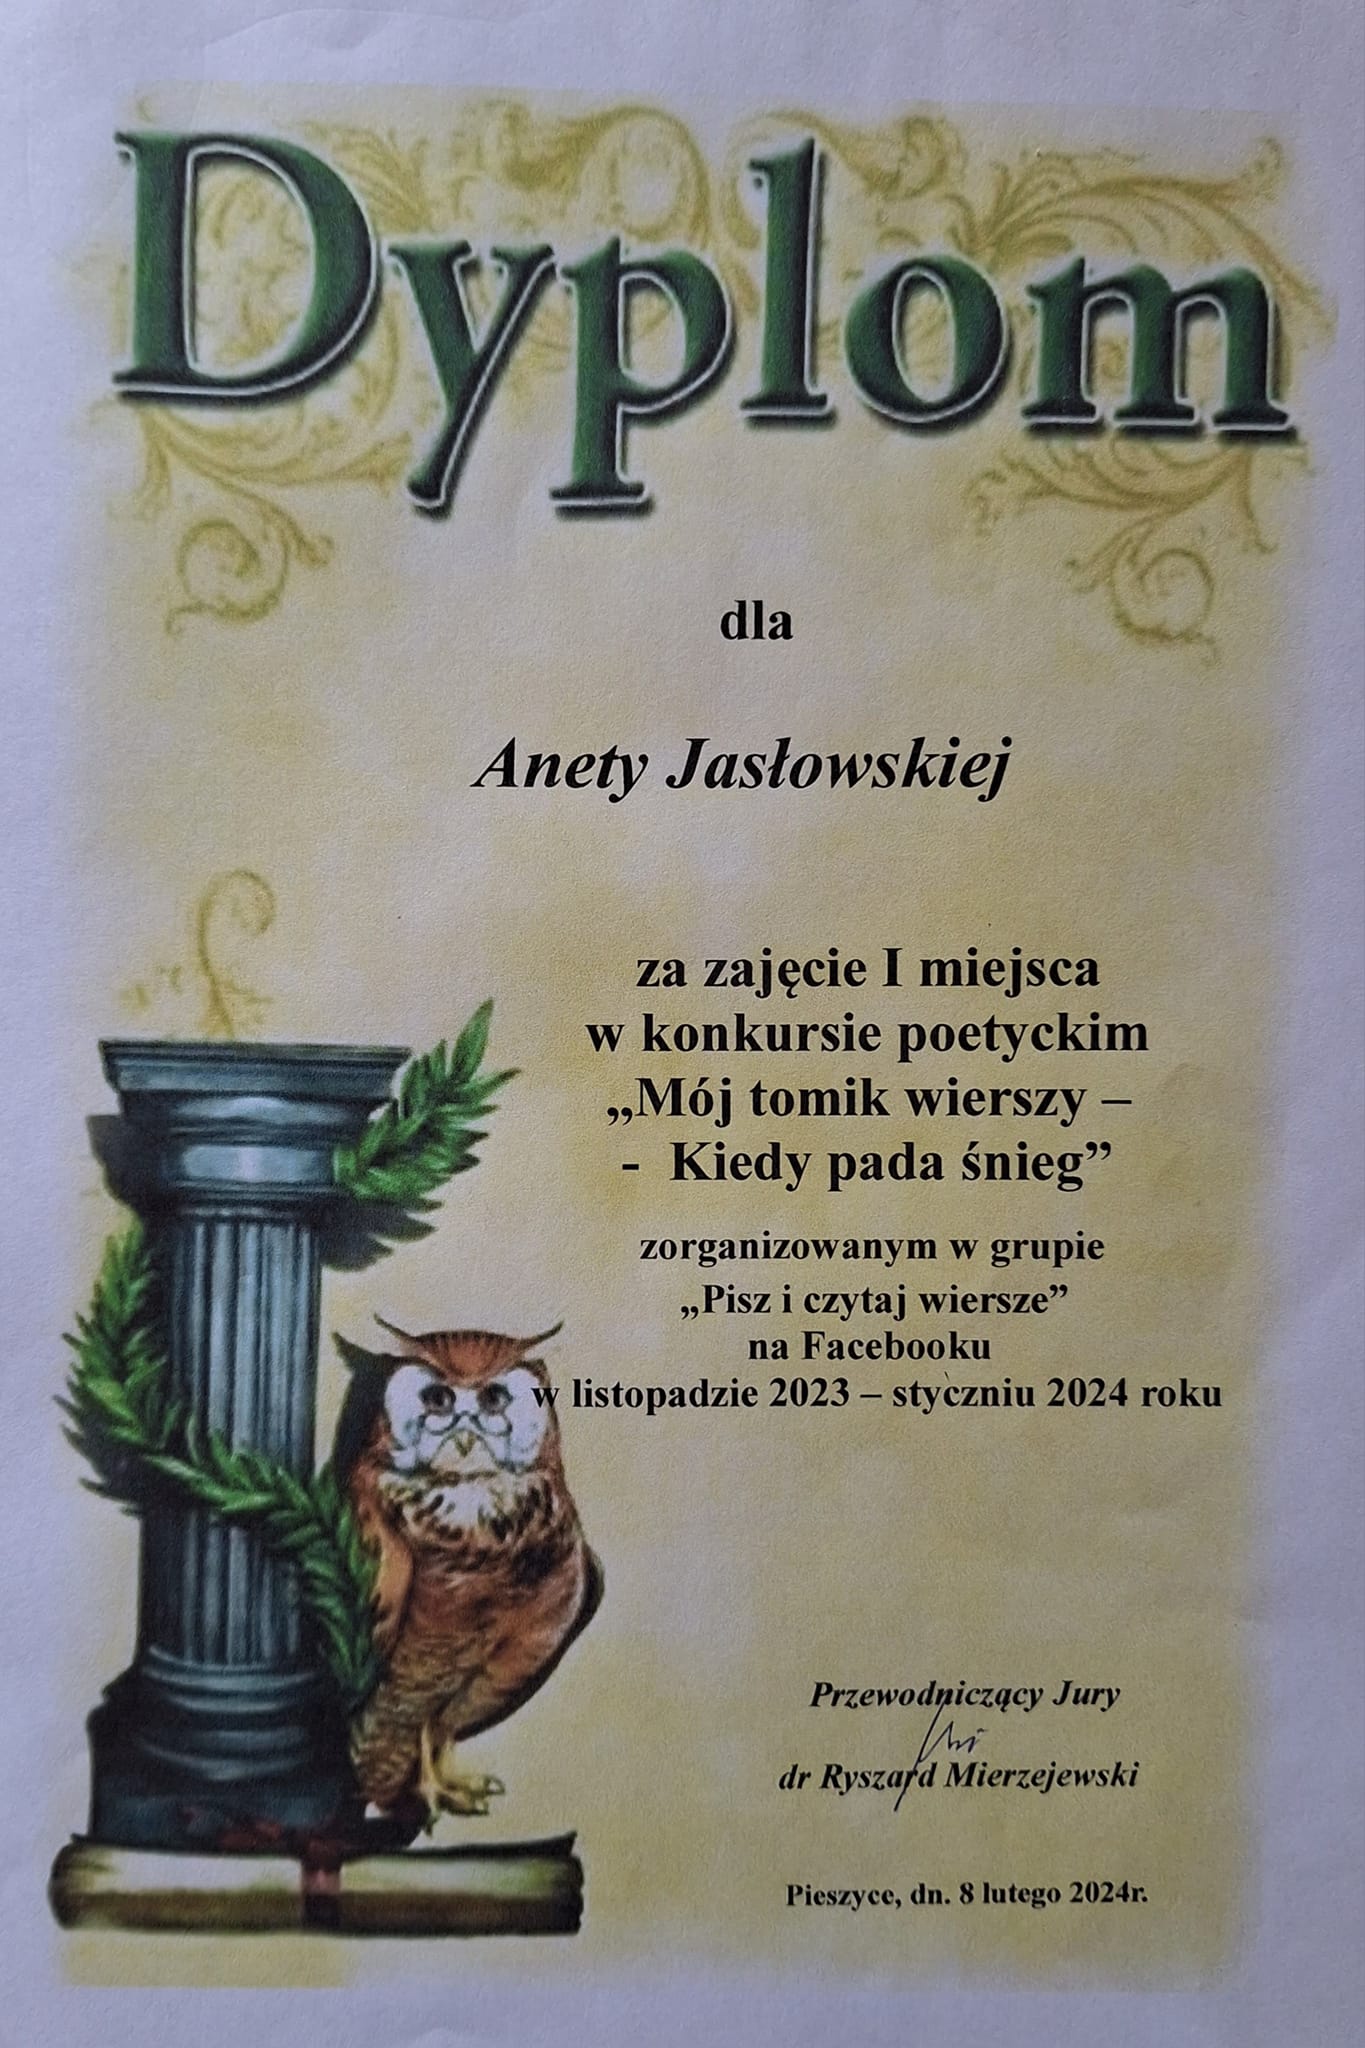 Dyplom
dla
Anety Jasłowskiej
za zajęcie I miejsca
w konkursie poetyckim
„Mój tomik wierszy –
- Kiedy pada śnieg”
zorganizowanym w grupie
„Pisz i czytaj wiersze”
na Facebooku
w listopadzie 2023 – styczniu 2024 roku
Przewodniczący Jury
dr Ryszard Mierzejewski
Pieszyce, dn. 8 lutego 2024r.